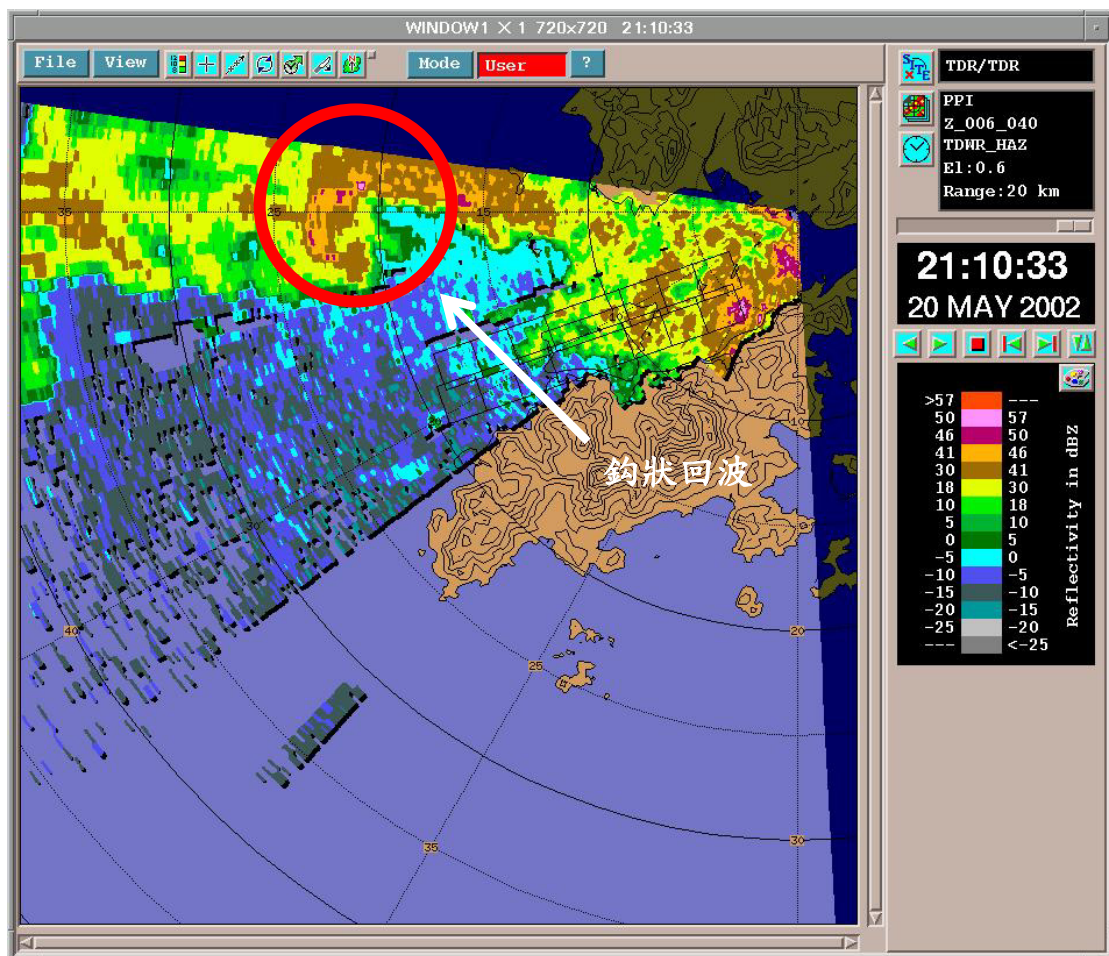 WINDOW1 X 1 720x720 21:10:33
File View Mode User ?
TDR/TDR
PPI
Z_006_040
TDWR_HAZ
El:0.6
Range:20 km
21:10:33
20 MAY 2002
>57 ---
50 57
46 50
41 46
30 41
18 30
10 18
5 10
0 5
-5 0
-10 -5
-15 -10
-20 -15
-25 -20
--- <-25
Reflectivity in dBZ
35
25
15
10
鈎狀回波
30
40
20
25
30
35